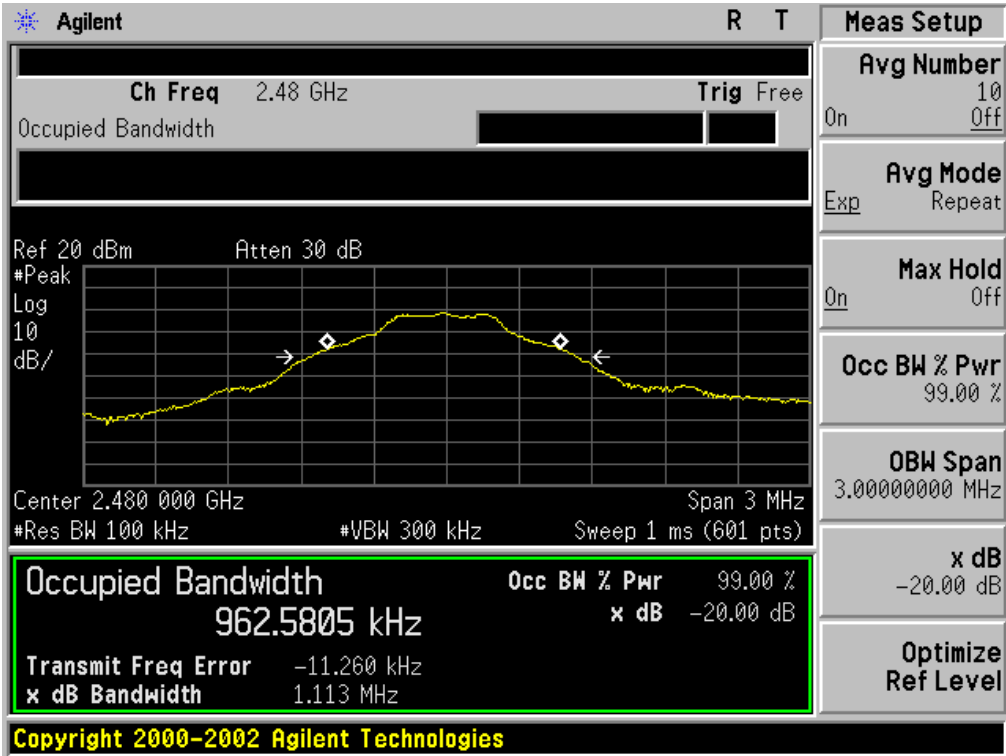 Agilent R T
Ch Freq 2.48 GHz Trig Free
Occupied Bandwidth
Ref 20 dBm Atten 30 dB
#Peak
Log
10
dB/
Center 2.480 000 GHz Span 3 MHz
#Res BW 100 kHz #VBW 300 kHz Sweep 1 ms (601 pts)
Occupied Bandwidth
962.5805 kHz
Occ BW % Pwr 99.00 %
x dB -20.00 dB
Transmit Freq Error -11.260 kHz
x dB Bandwidth 1.113 MHz
Copyright 2000-2002 Agilent Technologies
Meas Setup
Avg Number
10
On Off
Avg Mode
Exp Repeat
Max Hold
On Off
Occ BW % Pwr
99.00 %
OBW Span
3.00000000 MHz
x dB
-20.00 dB
Optimize
Ref Level